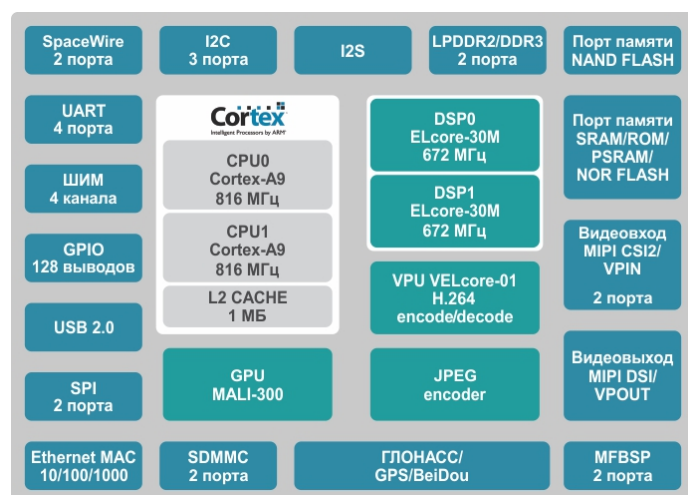 SpaceWire
2 порта
I2C
3 порта
I2S
LPDDR2/DDR3
2 порта
Порт памяти
NAND FLASH
UART
4 порта
ШИМ
4 канала
GPIO
128 выводов
USB 2.0
SPI
2 порта
Cortex
Intelligent Processors by ARM®
CPU0
Cortex-A9
816 МГц
CPU1
Cortex-A9
816 МГц
L2 CACHE
1 МБ
GPU
MALI-300
DSP0
ELcore-30M
672 МГц
DSP1
ELcore-30M
672 МГц
VPU VELcore-01
H.264
encode/decode
JPEG
encoder
Порт памяти
SRAM/ROM/
PSRAM/
NOR FLASH
Видеовход
MIPI CSI2/
VPIN
2 порта
Видеовыход
MIPI DSI/
VPOUT
Ethernet MAC
10/100/1000
SDMMC
2 порта
ГЛОНАСС/
GPS/BeiDou
MFBSP
2 порта